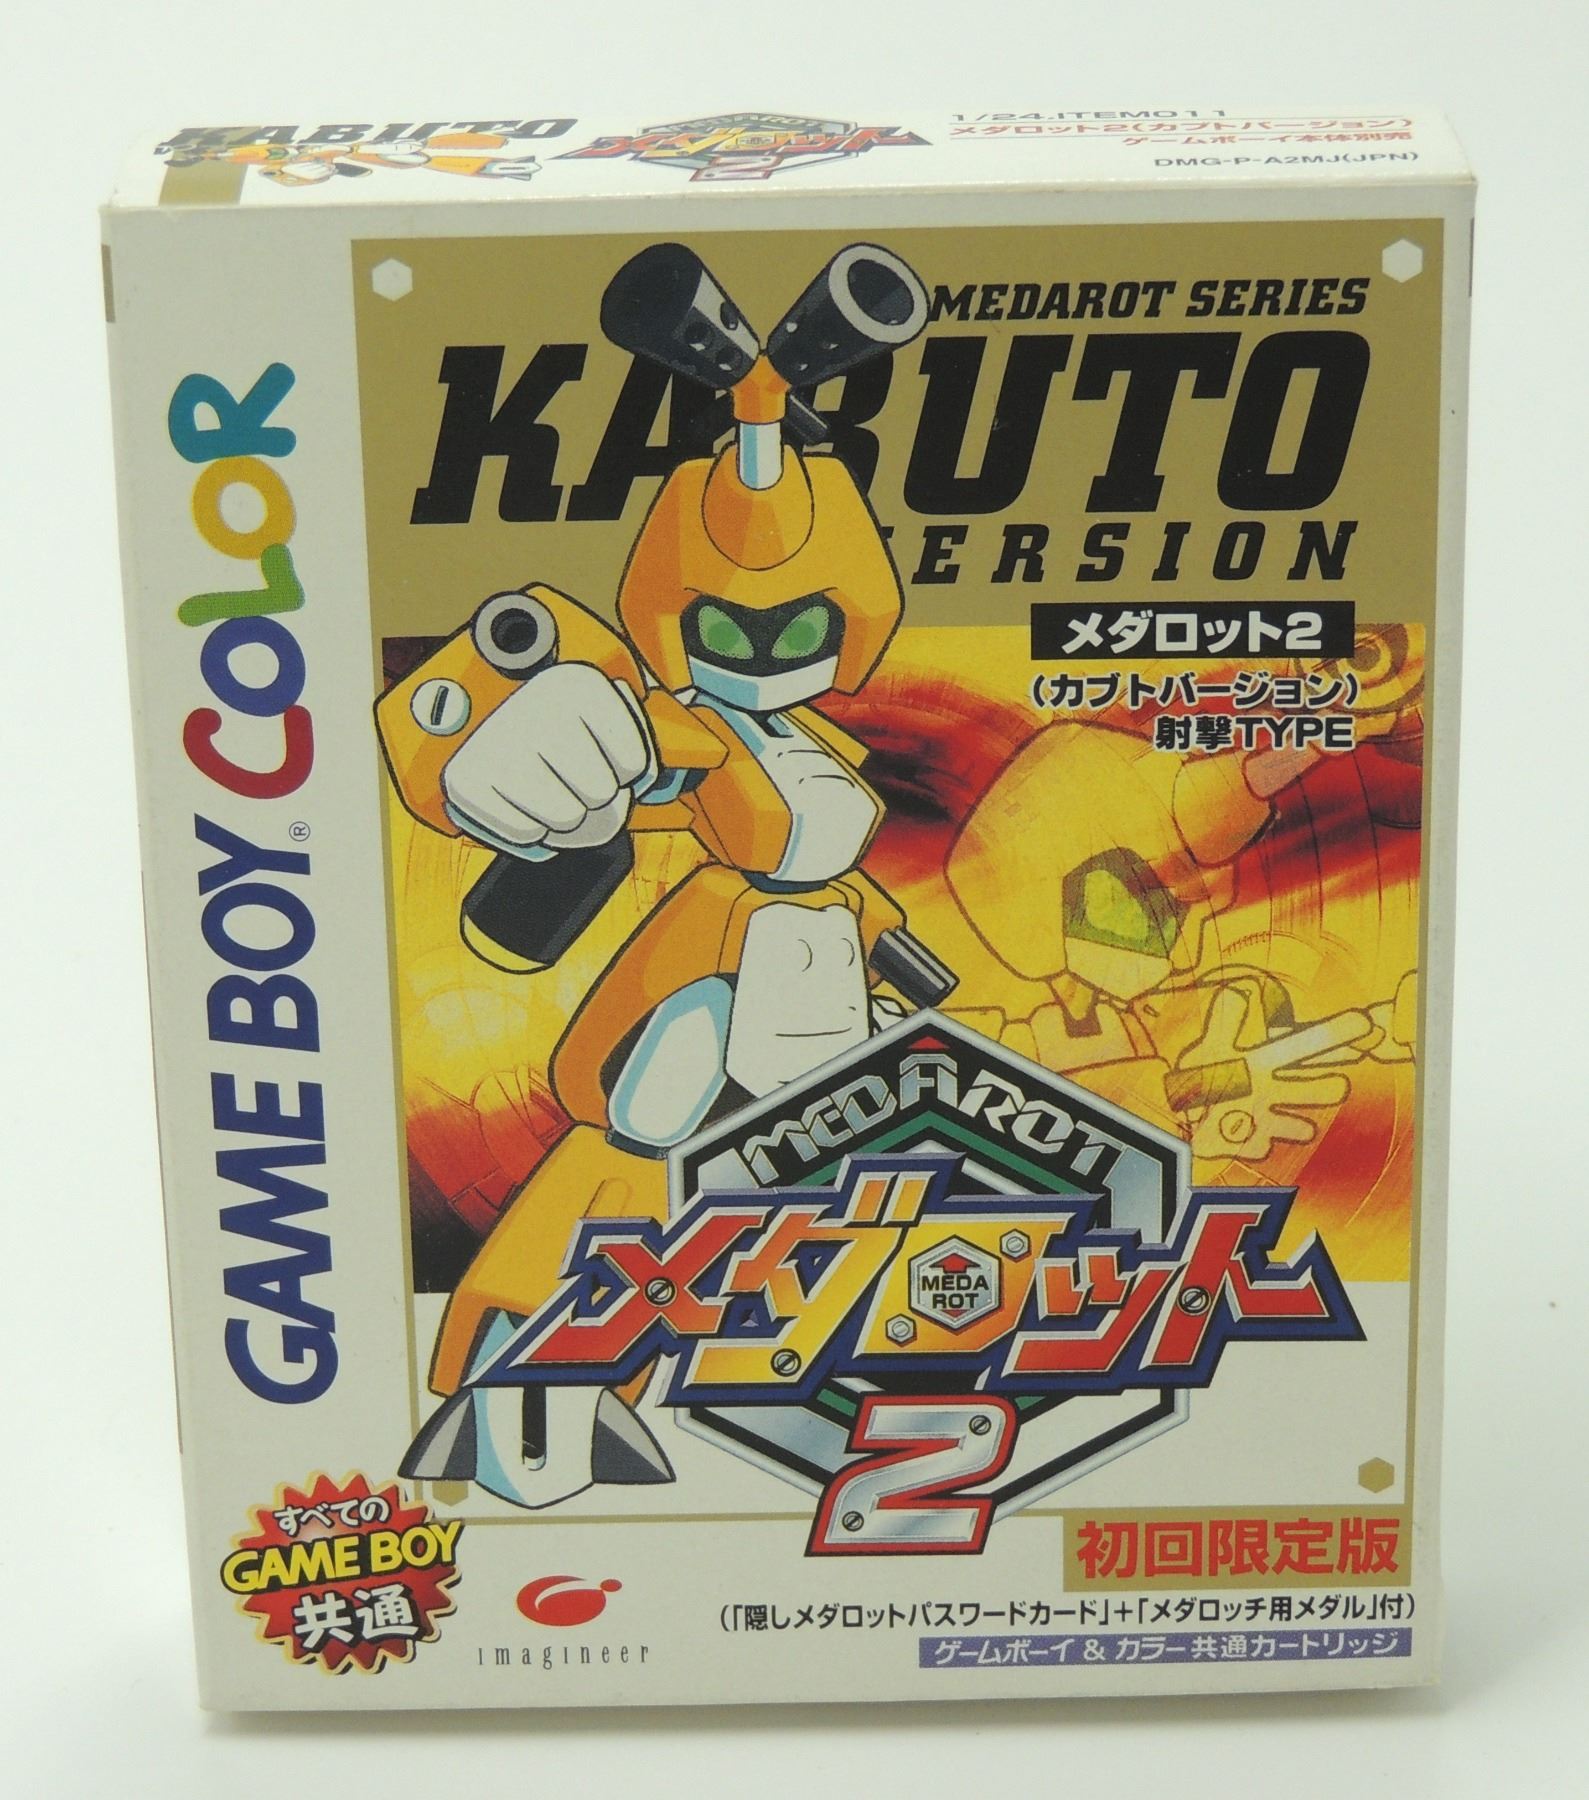 KABUTO
MEDAROT
メダロット
2
1/24.ITEM011
メダロット2(カブトバージョン)
ゲームボーイ本体別売
DMG-P-A2MJ(JPN)
GAME BOY COLOR
®
MEDAROT SERIES
KABUTO
VERSION
メダロット2
(カブトバージョン)
射撃TYPE
MEDAROT
メダロット
MEDA
ROT
2
すべての
GAME BOY
共通
imagineer
初回限定版
(「隠しメダロットパスワードカード」+「メダロッチ用メダル」付)
ゲームボーイ & カラー共通カートリッジ